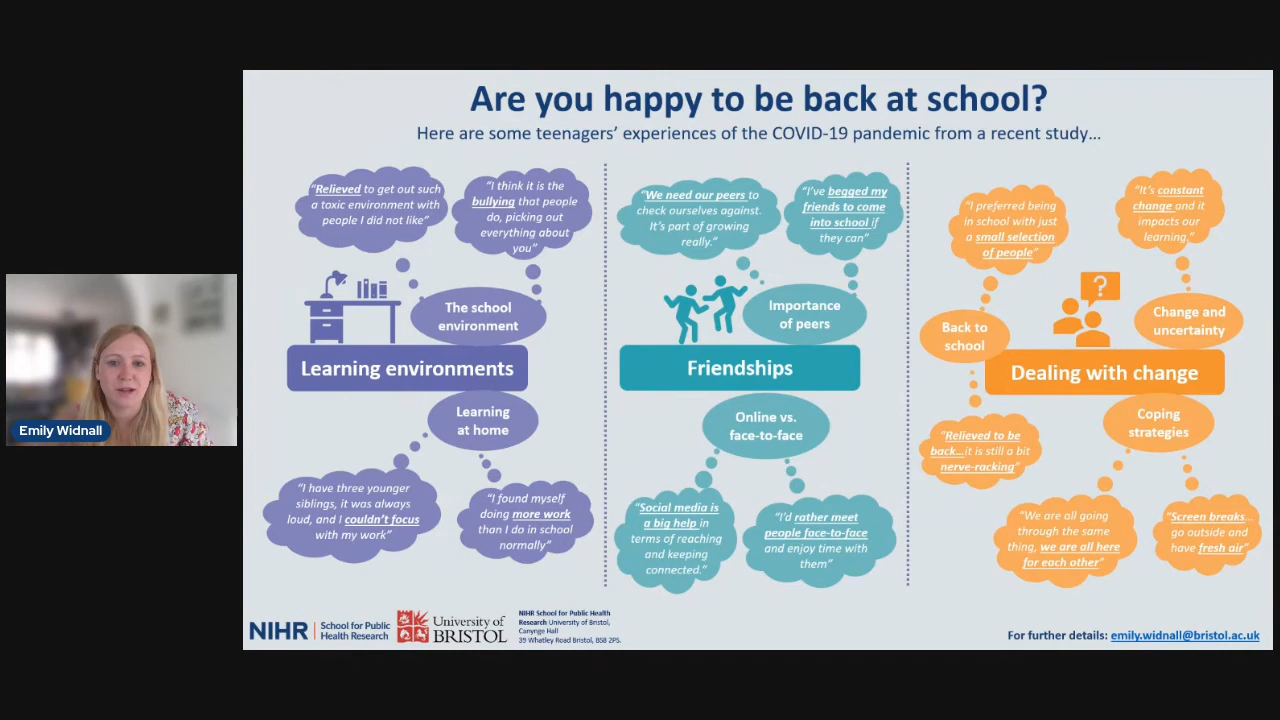 Are you happy to be back at school?
Here are some teenagers' experiences of the COVID-19 pandemic from a recent study...
"Relieved to get out such
a toxic environment with
people I did not like"
"I think it is the
bullying that people
do, picking out
everything about
you"
The school
environment
Learning environments
Learning
at home
"I have three younger
siblings, it was always
loud, and I couldn't focus
with my work"
"I found myself
doing more work
than I do in school
normally"
"We need our peers to
check ourselves against.
It's part of growing
really."
"I've begged my
friends to come
into school if
they can"
Importance
of peers
Friendships
Online vs.
face-to-face
"Social media is
a big help in
terms of reaching
and keeping
connected."
"I'd rather meet
people face-to-face
and enjoy time with
them"
"I preferred being
in school with just
a small selection
of people"
"It's constant
change and it
impacts our
learning."
?
Back to
school
Change and
uncertainty
Dealing with change
Coping
strategies
"Relieved to be
back...it is still a bit
nerve-racking"
"We are all going
through the same
thing, we are all here
for each other"
"Screen breaks...
go outside and
have fresh air"
Emily Widnall
NIHR | School for Public
Health Research
University of
BRISTOL
NIHR School for Public Health
Research University of Bristol,
Canynge Hall
39 Whatley Road Bristol, BS8 2PS.
For further details: emily.widnall@bristol.ac.uk